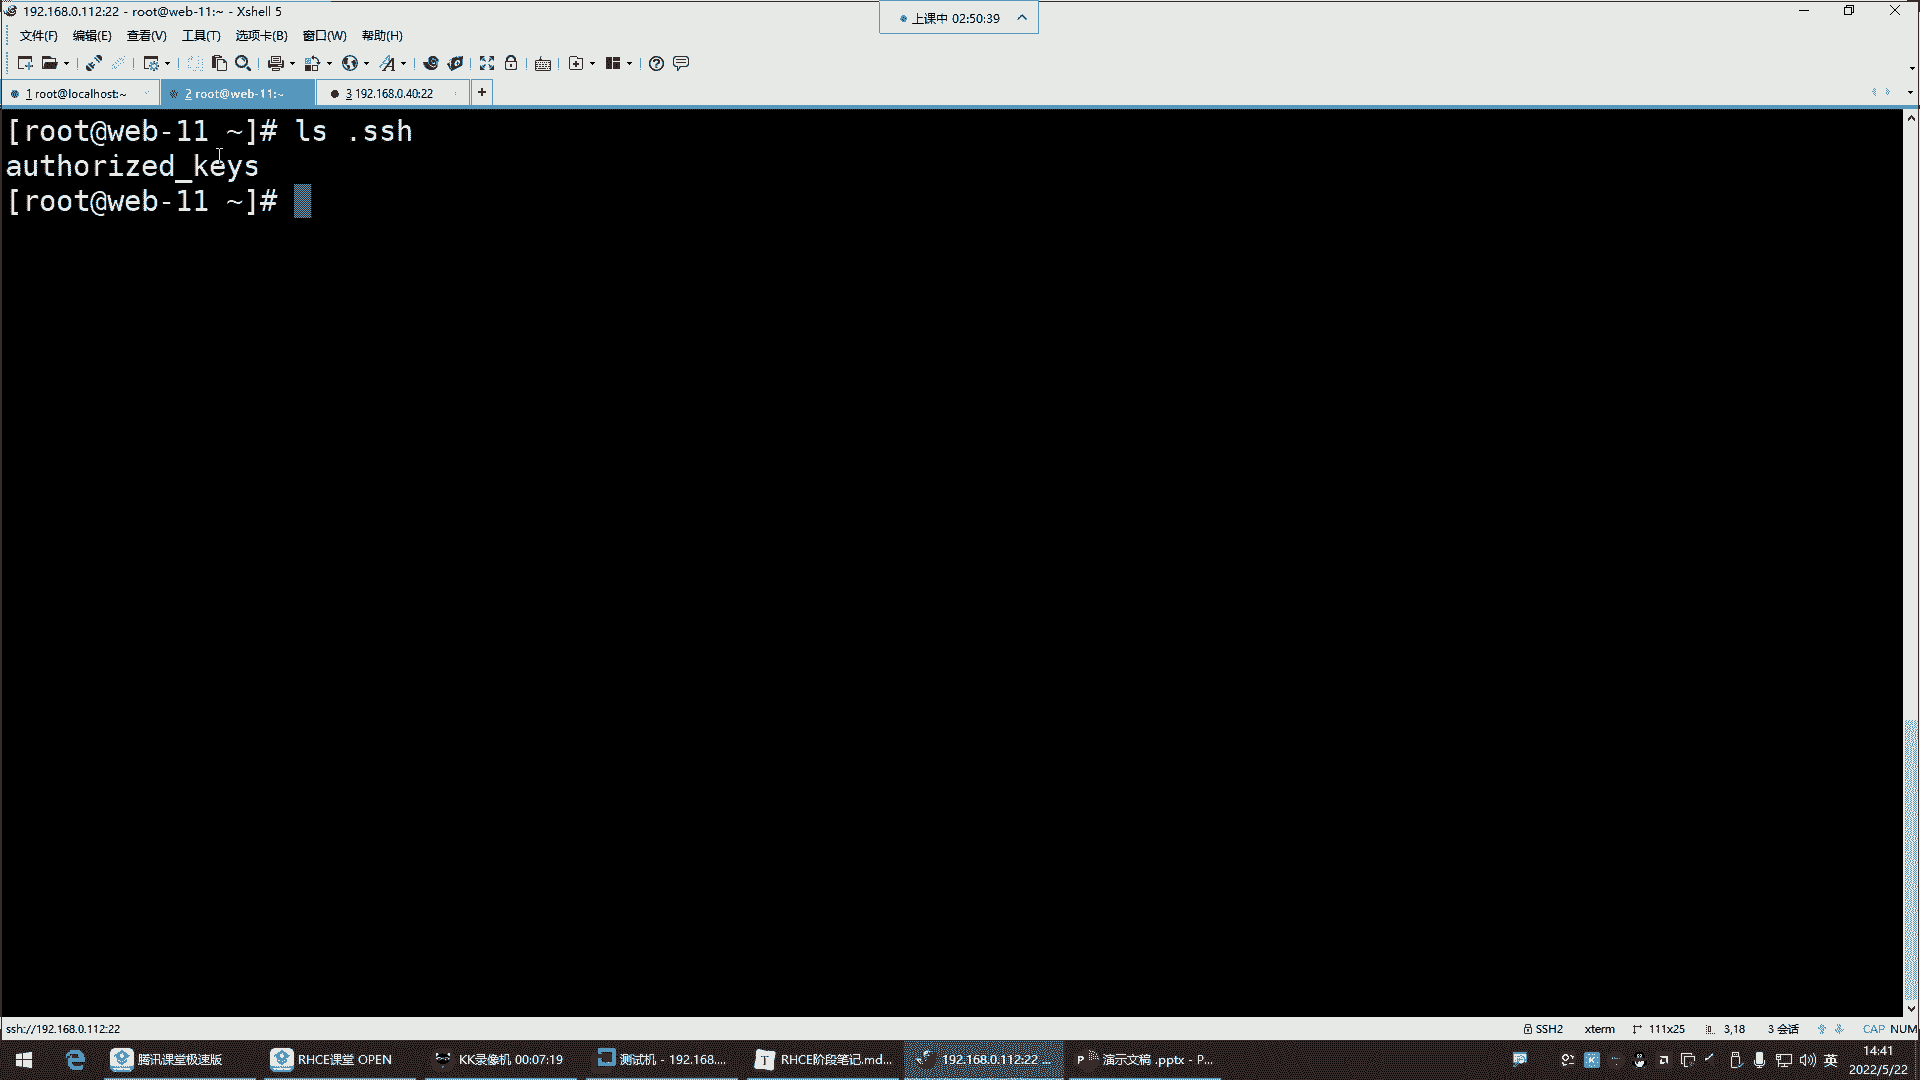 192.168.0.112:22 - root@web-11:~ - Xshell 5
上课中 02:50:39
文件(F) 编辑(E) 查看(V) 工具(T) 选项卡(B) 窗口(W) 帮助(H)
1 root@localhost:~
2 root@web-11:~
3 192.168.0.40:22
[root@web-11 ~]# ls .ssh
authorized_keys
[root@web-11 ~]#
ssh://192.168.0.112:22
SSH2 xterm 111x25 3,18 3 会话 CAP NUM
腾讯课堂极速版
RHCE课堂 OPEN
KK录像机 00:07:19
测试机 - 192.168....
RHCE阶段笔记.md...
192.168.0.112:22 ...
演示文稿 .pptx - P...
英
14:41
2022/5/22